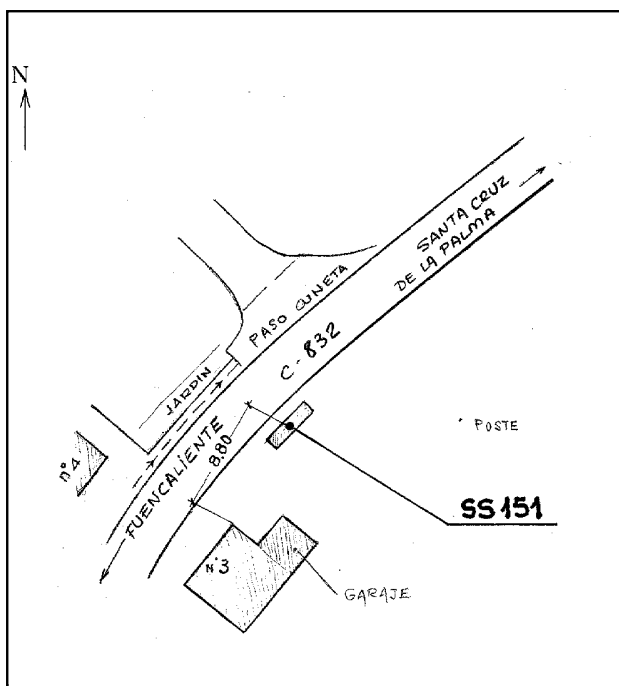 N
SANTA CRUZ
DE LA PALMA
PASO CUNETA
C-832
JARDIN
FUENCALIENTE
8.80
POSTE
Nº4
SS151
Nº3
GARAJE